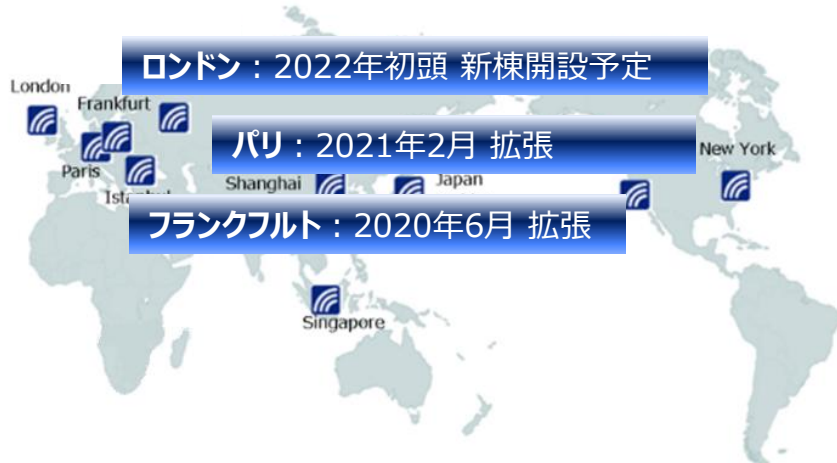 ロンドン：2022年初頭 新棟開設予定
London
Frankfurt
パリ：2021年2月 拡張
New York
Paris
Shanghai
Japan
フランクフルト：2020年6月 拡張
Singapore